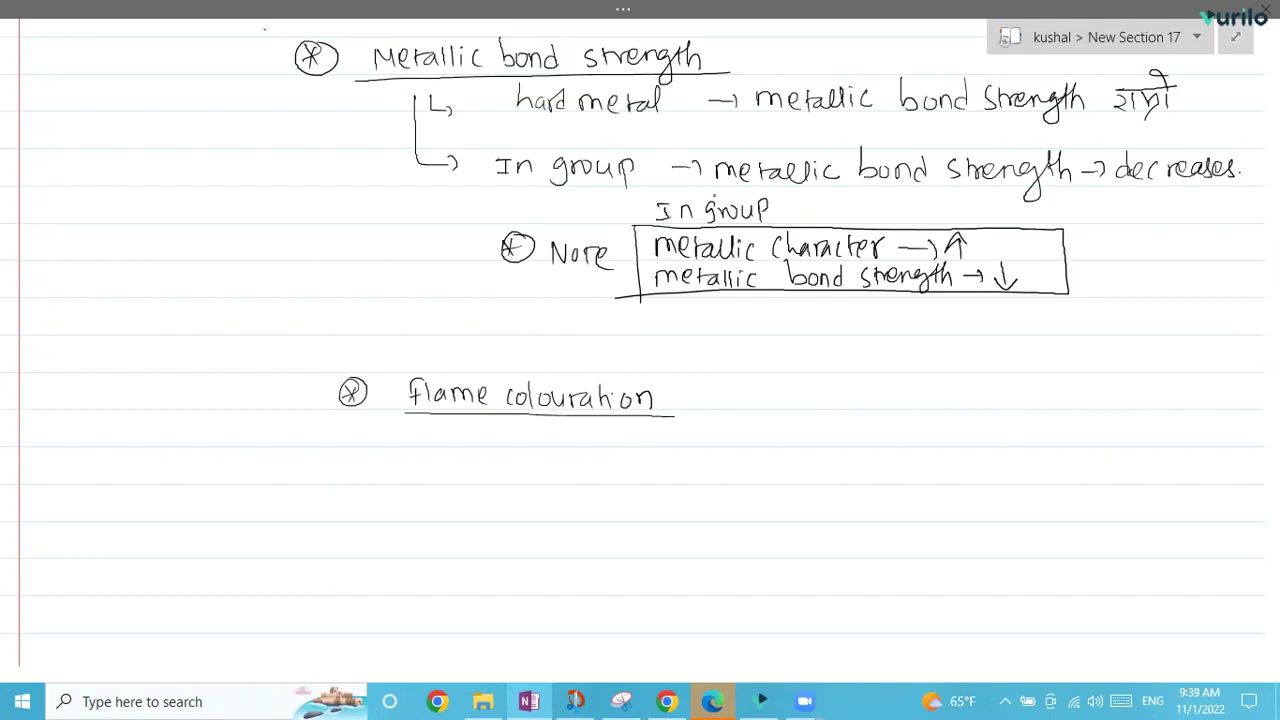 ...
Yurilo
kushal > New Section 17
Metallic bond strength
hard metal → metallic bond strength राम्रो
In group → metallic bond strength → decreases.
In group
Note metallic character → ↑
metallic bond strength → ↓
flame colouration
Type here to search
65°F
ENG
9:39 AM
11/1/2022